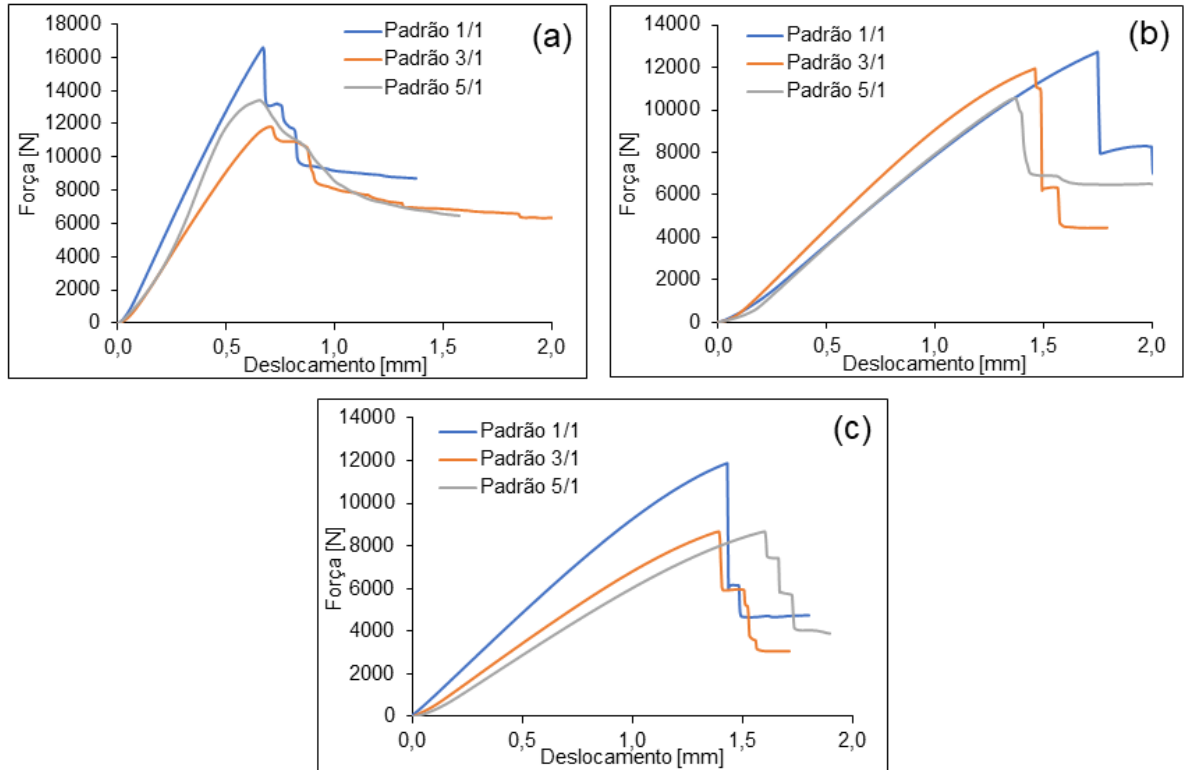 (a)
Padrão 1/1
Padrão 3/1
Padrão 5/1
Força [N]
18000
16000
14000
12000
10000
8000
6000
4000
2000
0
0,0 0,5 1,0 1,5 2,0
Deslocamento [mm]
(b)
Padrão 1/1
Padrão 3/1
Padrão 5/1
Força [N]
14000
12000
10000
8000
6000
4000
2000
0
0,0 0,5 1,0 1,5 2,0
Deslocamento [mm]
(c)
Padrão 1/1
Padrão 3/1
Padrão 5/1
Força [N]
14000
12000
10000
8000
6000
4000
2000
0
0,0 0,5 1,0 1,5 2,0
Deslocamento [mm]